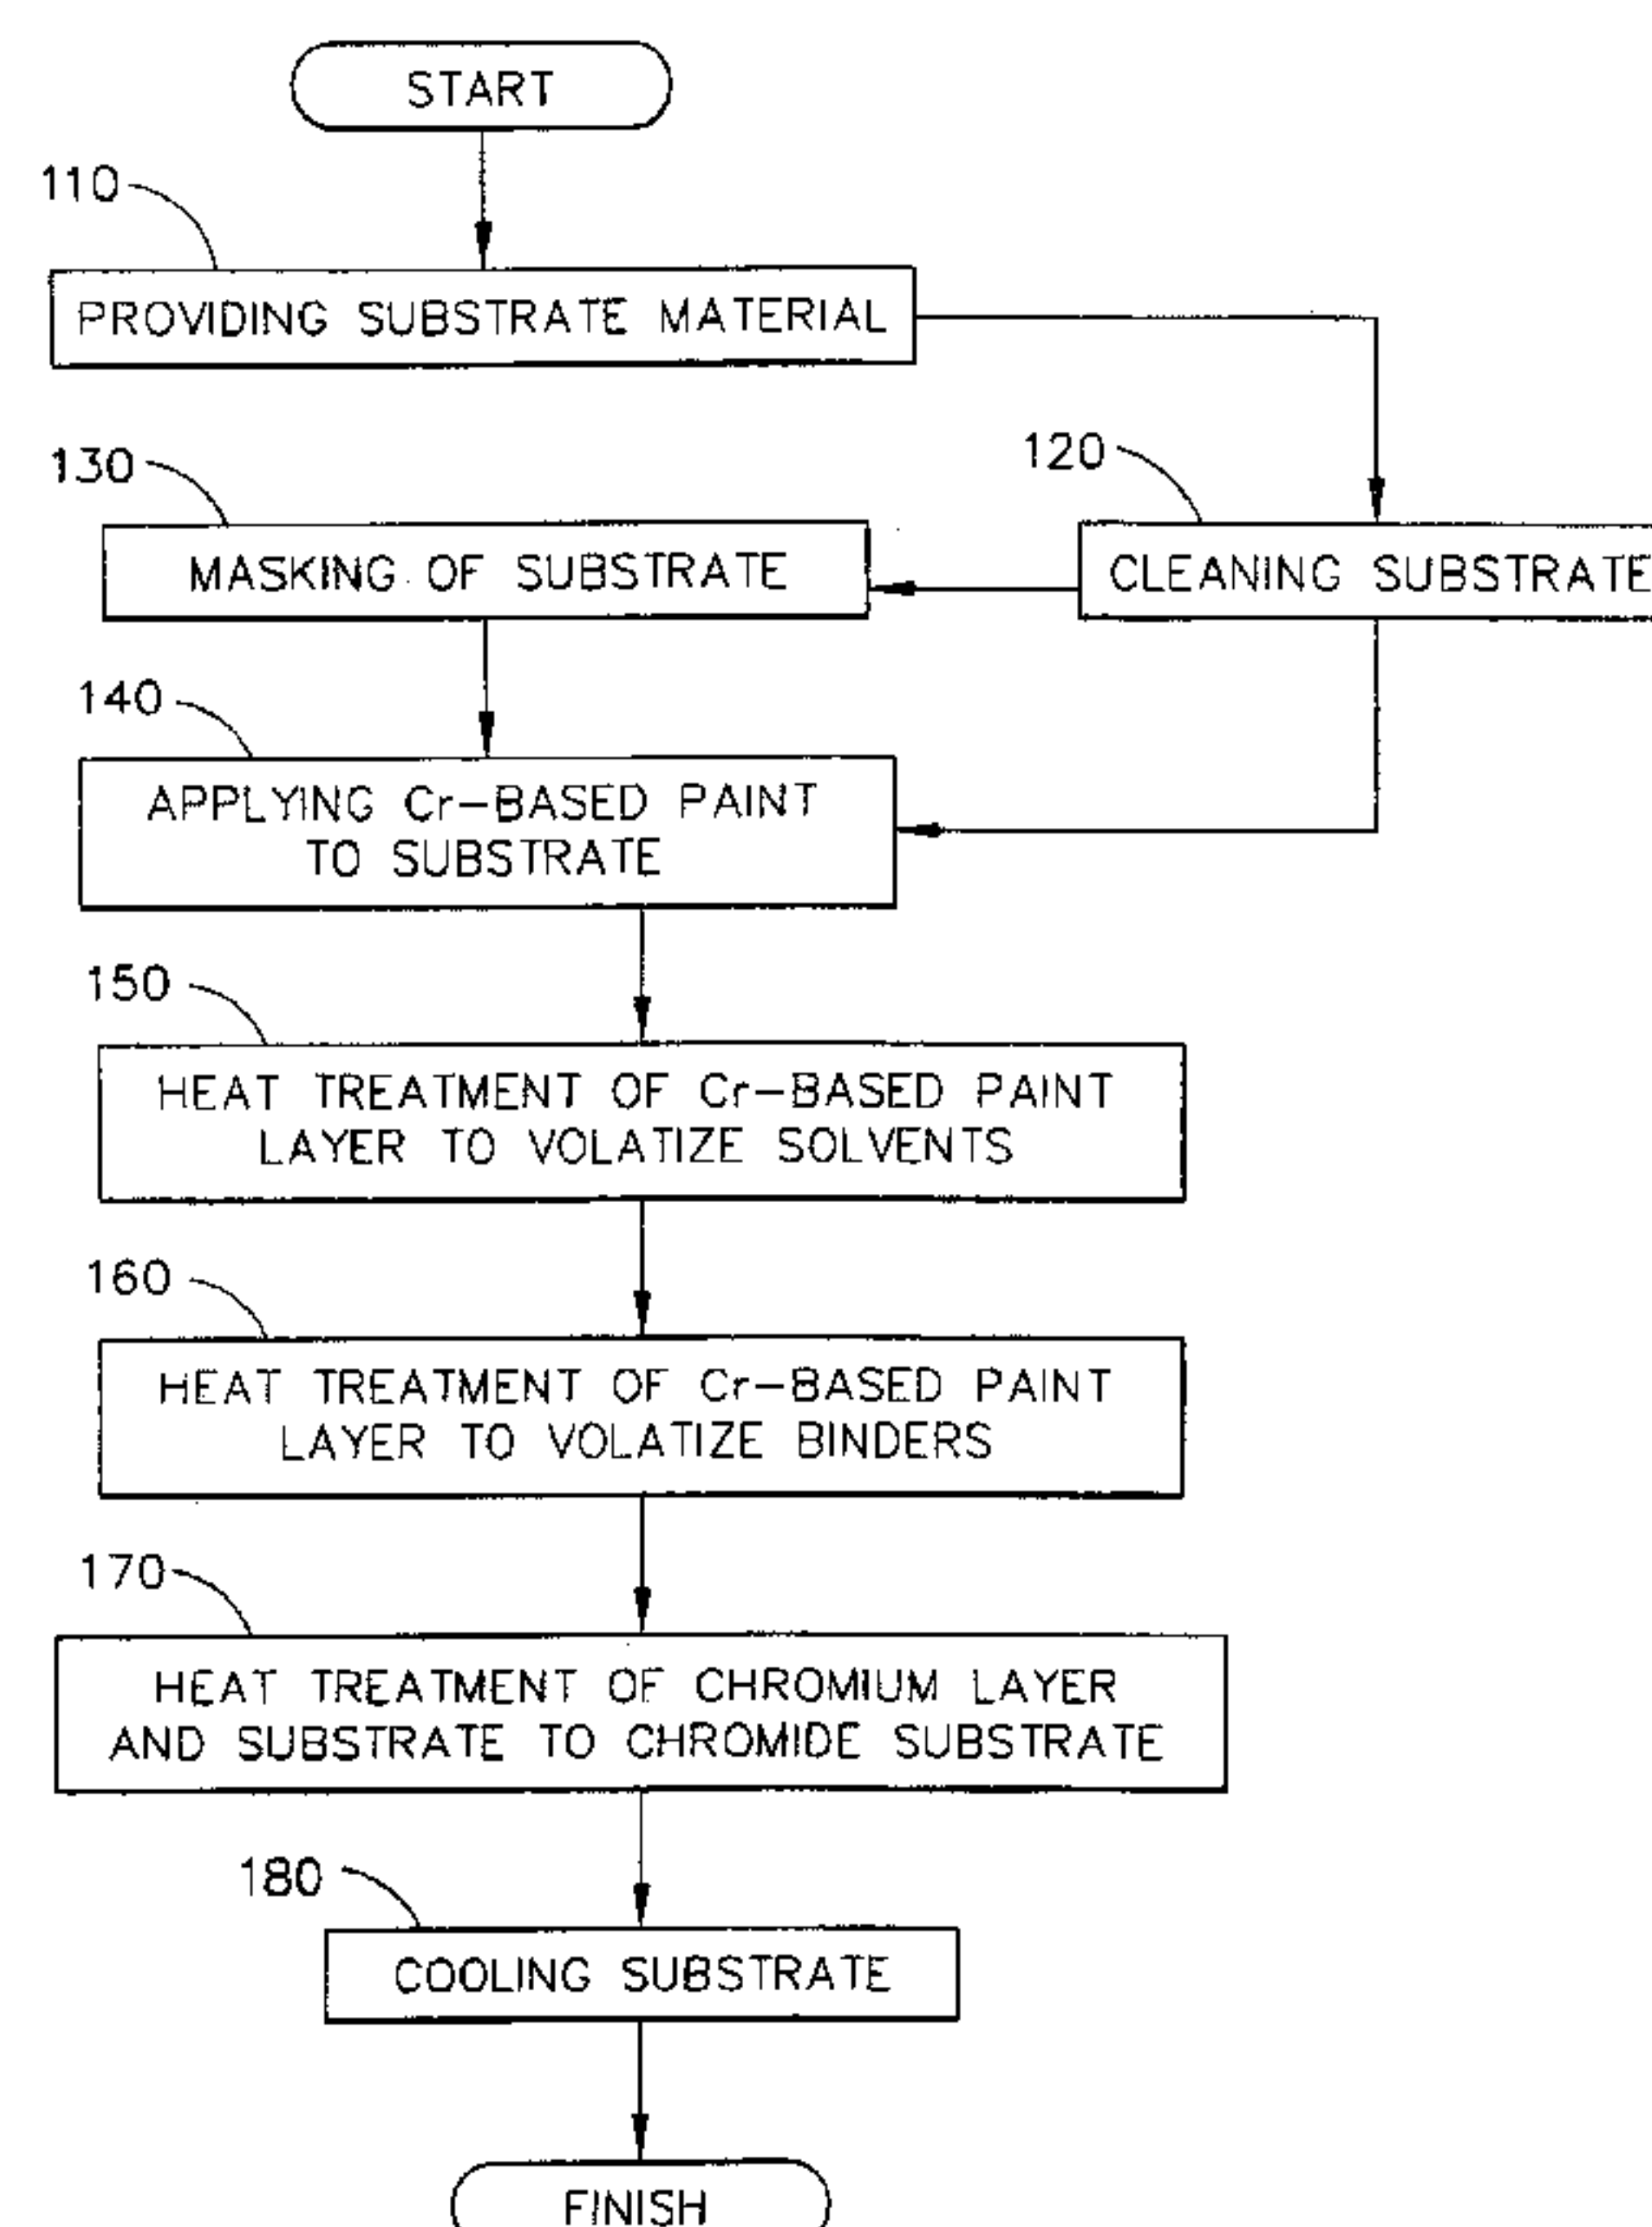 START
110
PROVIDING SUBSTRATE MATERIAL
130
120
MASKING OF SUBSTRATE
CLEANING SUBSTRATE
140
APPLYING Cr-BASED PAINT
TO SUBSTRATE
150
HEAT TREATMENT OF Cr-BASED PAINT
LAYER TO VOLATIZE SOLVENTS
160
HEAT TREATMENT OF Cr-BASED PAINT
LAYER TO VOLATIZE BINDERS
170
HEAT TREATMENT OF CHROMIUM LAYER
AND SUBSTRATE TO CHROMIDE SUBSTRATE
180
COOLING SUBSTRATE
FINISH